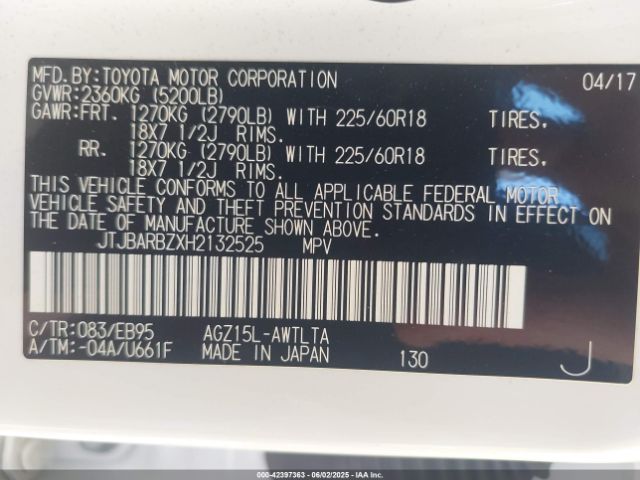 MFD.BY:TOYOTA MOTOR CORPORATION 04/17
GVWR:2360KG (5200LB)
GAWR:FRT. 1270KG (2790LB) WITH 225/60R18 TIRES,
18X7 1/2J RIMS.
RR. 1270KG (2790LB) WITH 225/60R18 TIRES,
18X7 1/2J RIMS.
THIS VEHICLE CONFORMS TO ALL APPLICABLE FEDERAL MOTOR
VEHICLE SAFETY AND THEFT PREVENTION STANDARDS IN EFFECT ON
THE DATE OF MANUFACTURE SHOWN ABOVE.
JTJBARBZXH2132525 MPV
C/TR:083/EB95 AGZ15L-AWTLTA
A/TM:-04A/U661F MADE IN JAPAN 130 J
000-42397363 - 06/02/2025 - IAA